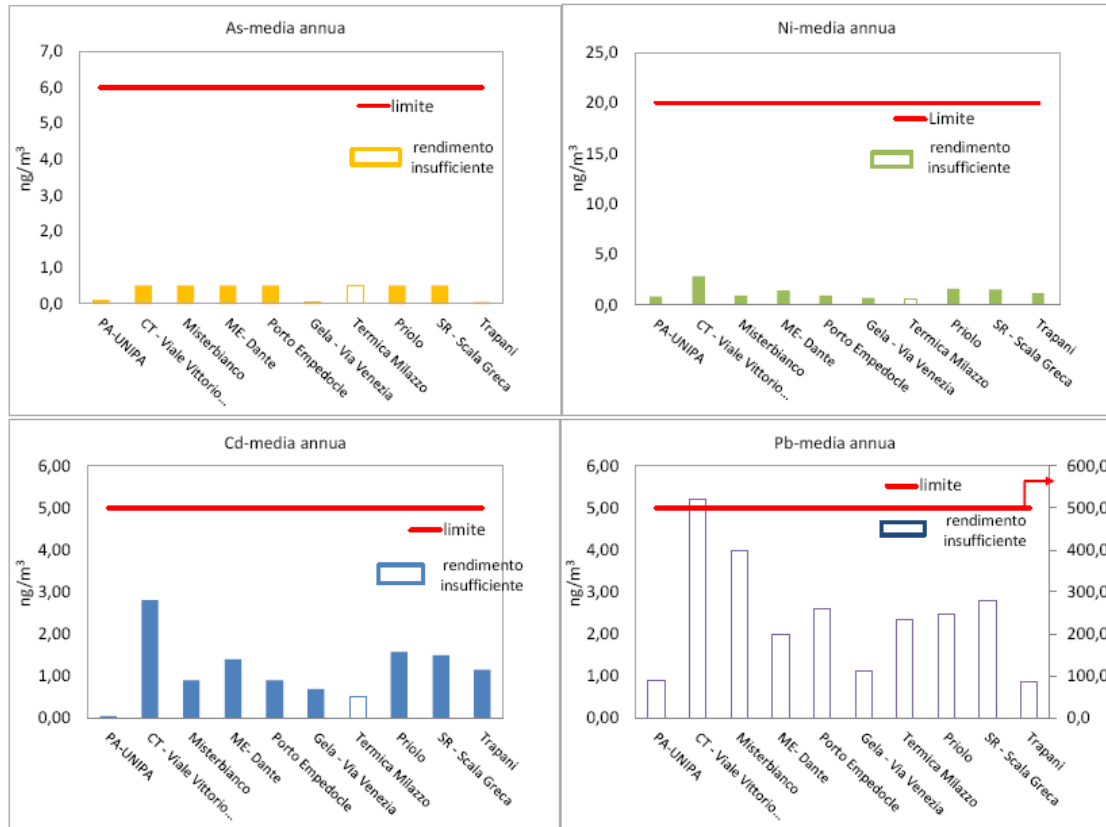 As-media annua
7,0
6,0
5,0
4,0
3,0
2,0
1,0
0,0
ng/m³
limite
rendimento
insufficiente
PA-UNIPA
CT - Viale Vittorio...
Misterbianco
ME- Dante
Porto Empedocle
Gela - Via Venezia
Termica Milazzo
Priolo
SR - Scala Greca
Trapani
Ni-media annua
25,0
20,0
15,0
10,0
5,0
0,0
ng/m³
Limite
rendimento
insufficiente
PA-UNIPA
CT - Viale Vittorio...
Misterbianco
ME- Dante
Porto Empedocle
Gela - Via Venezia
Termica Milazzo
Priolo
SR - Scala Greca
Trapani
Cd-media annua
6,00
5,00
4,00
3,00
2,00
1,00
0,00
ng/m³
limite
rendimento
insufficiente
PA-UNIPA
CT - Viale Vittorio...
Misterbianco
ME- Dante
Porto Empedocle
Gela - Via Venezia
Termica Milazzo
Priolo
SR - Scala Greca
Trapani
Pb-media annua
6,00
5,00
4,00
3,00
2,00
1,00
0,00
ng/m³
limite
rendimento
insufficiente
600,0
500,0
400,0
300,0
200,0
100,0
0,0
PA-UNIPA
CT - Viale Vittorio...
Misterbianco
ME- Dante
Porto Empedocle
Gela - Via Venezia
Termica Milazzo
Priolo
SR - Scala Greca
Trapani